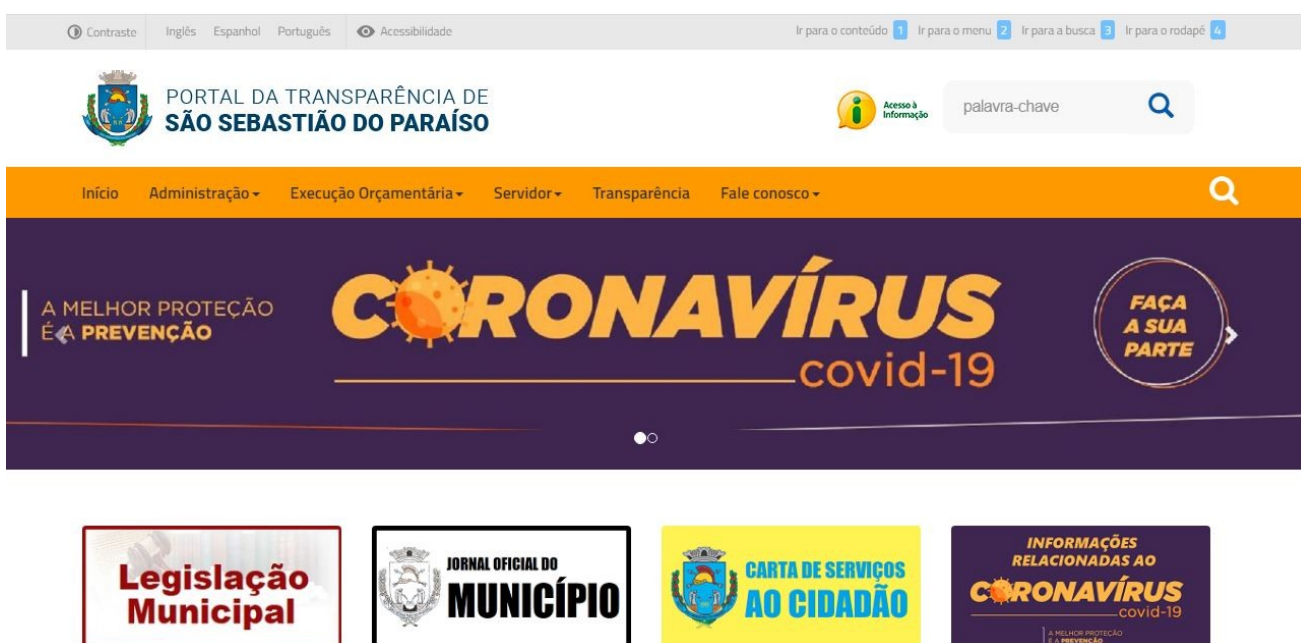 Contraste Inglês Espanhol Português Acessibilidade Ir para o conteúdo 1 Ir para o menu 2 Ir para a busca 3 Ir para o rodapé 4
PORTAL DA TRANSPARÊNCIA DE
SÃO SEBASTIÃO DO PARAÍSO
Acesso à
Informação
palavra-chave
Início Administração Execução Orçamentária Servidor Transparência Fale conosco
A MELHOR PROTEÇÃO
É A PREVENÇÃO
CORONAVÍRUS
covid-19
FAÇA
A SUA
PARTE
Legislação
Municipal
JORNAL OFICIAL DO
MUNICÍPIO
CARTA DE SERVIÇOS
AO CIDADÃO
INFORMAÇÕES
RELACIONADAS AO
CORONAVÍRUS
covid-19
A MELHOR PROTEÇÃO
É A PREVENÇÃO